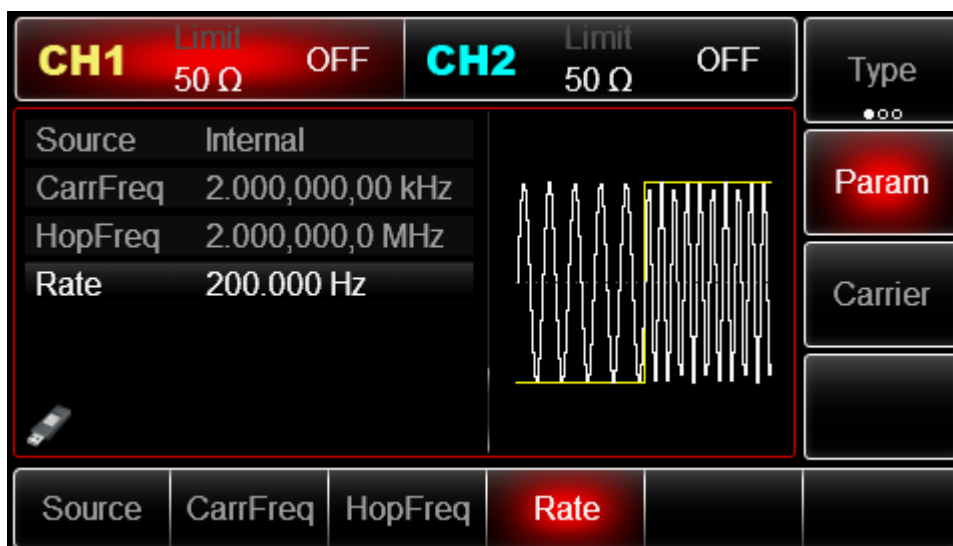 CH1 Limit 50 Ω OFF
CH2 Limit 50 Ω OFF
Type
Source Internal
CarrFreq 2.000,000,00 kHz
HopFreq 2.000,000,0 MHz
Rate 200.000 Hz
Param
Carrier
Source CarrFreq HopFreq Rate